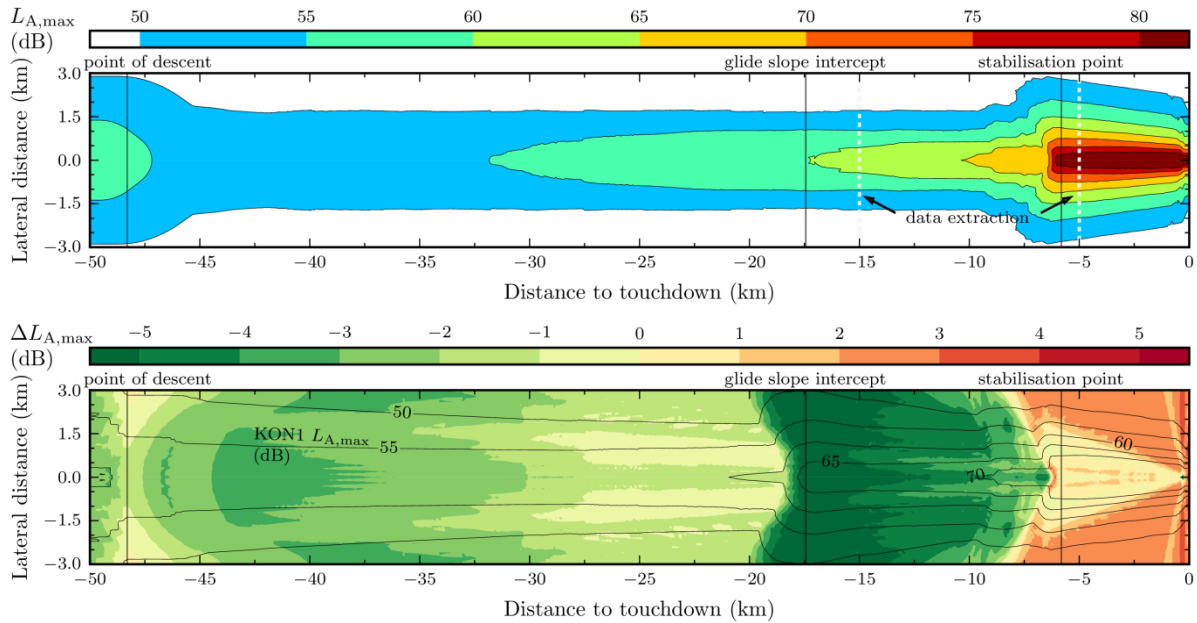 L_A,max
(dB)
50 55 60 65 70 75 80
point of descent glide slope intercept stabilisation point
Lateral distance (km)
3.0
1.5
0.0
−1.5
−3.0
data extraction
−50 −45 −40 −35 −30 −25 −20 −15 −10 −5 0
Distance to touchdown (km)
ΔL_A,max
(dB)
−5 −4 −3 −2 −1 0 1 2 3 4 5
point of descent glide slope intercept stabilisation point
Lateral distance (km)
3.0
1.5
0.0
−1.5
−3.0
50
KON1 L_A,max
(dB)
55
60
65
70
−50 −45 −40 −35 −30 −25 −20 −15 −10 −5 0
Distance to touchdown (km)